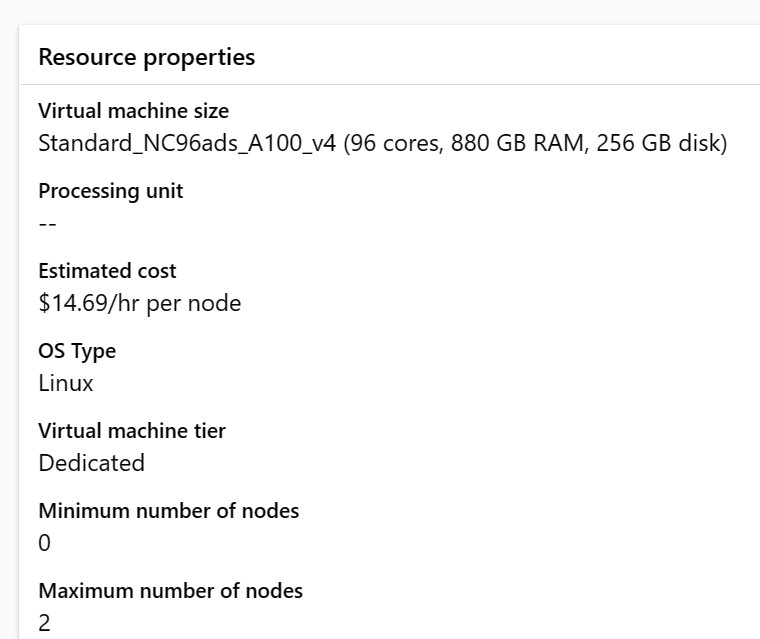 Resource properties
Virtual machine size
Standard_NC96ads_A100_v4 (96 cores, 880 GB RAM, 256 GB disk)
Processing unit
--
Estimated cost
$14.69/hr per node
OS Type
Linux
Virtual machine tier
Dedicated
Minimum number of nodes
0
Maximum number of nodes
2